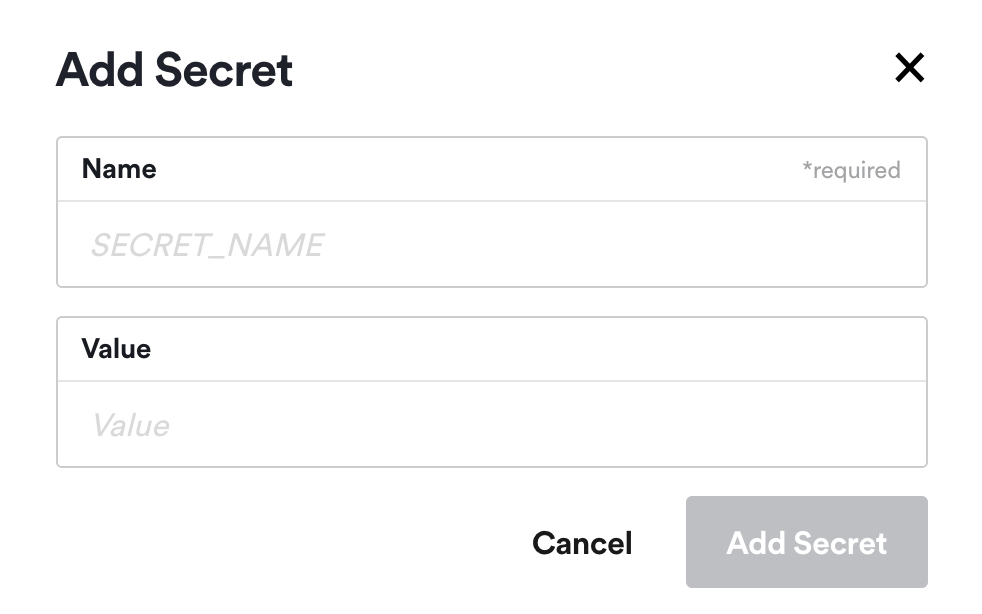 Add Secret
Name *required
SECRET_NAME
Value
Value
Cancel Add Secret